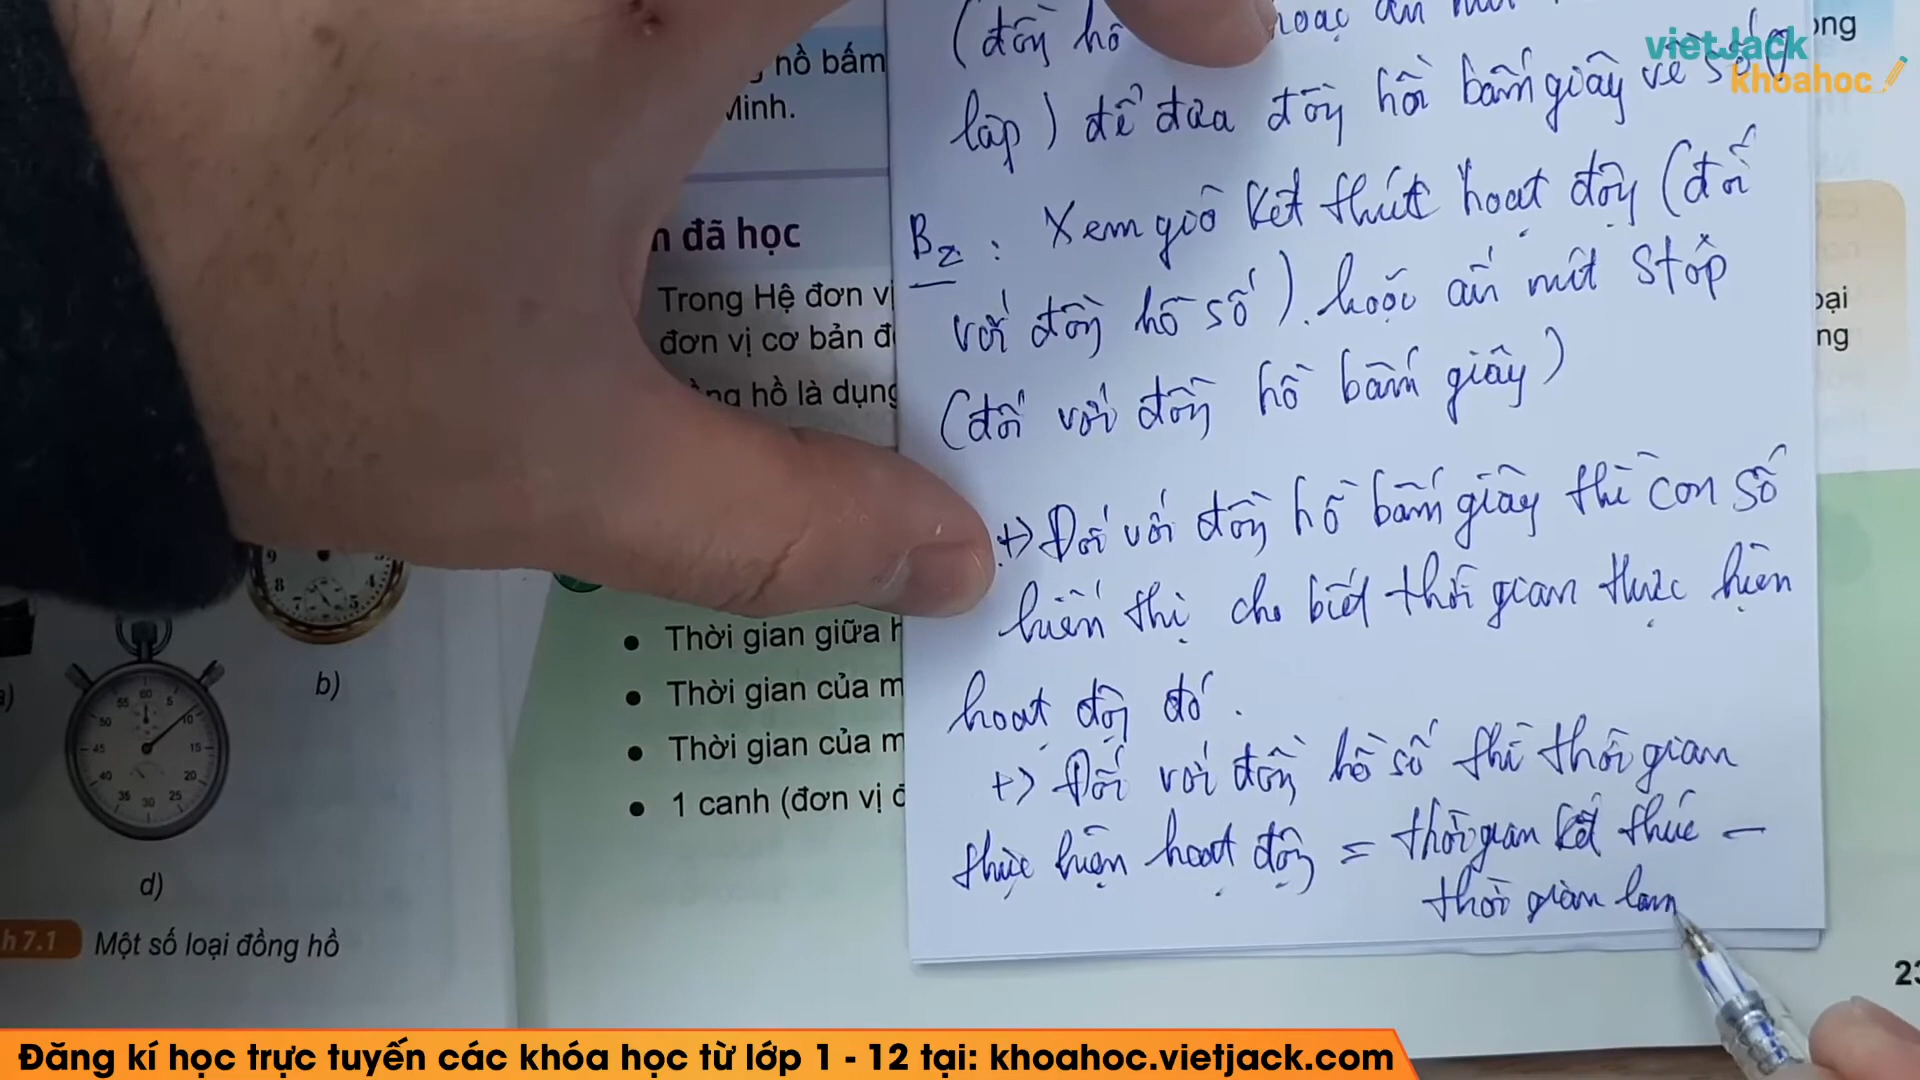 vietJack
khoahoc
(đồng hồ
lập) để đưa đồng hồ bấm giây về số 0
B2: Xem giờ kết thúc hoạt động (đối
với đồng hồ số). hoặc ấn nút Stop
(đối với đồng hồ bấm giây)
+> Đối với đồng hồ bấm giây thì con số
hiển thị cho biết thời gian thực hiện
hoạt động đó.
+> Đối với đồng hồ số thì thời gian
thực hiện hoạt động = thời gian kết thúc –
thời gian
hồ bấm
Minh.
đã học
Trong Hệ đơn vị
đơn vị cơ bản
hồ là dụng
• Thời gian giữa
• Thời gian của m
• Thời gian của m
• 1 canh (đơn vị
b)
d)
7.1 Một số loại đồng hồ
Đăng kí học trực tuyến các khóa học từ lớp 1 - 12 tại: khoahoc.vietjack.com